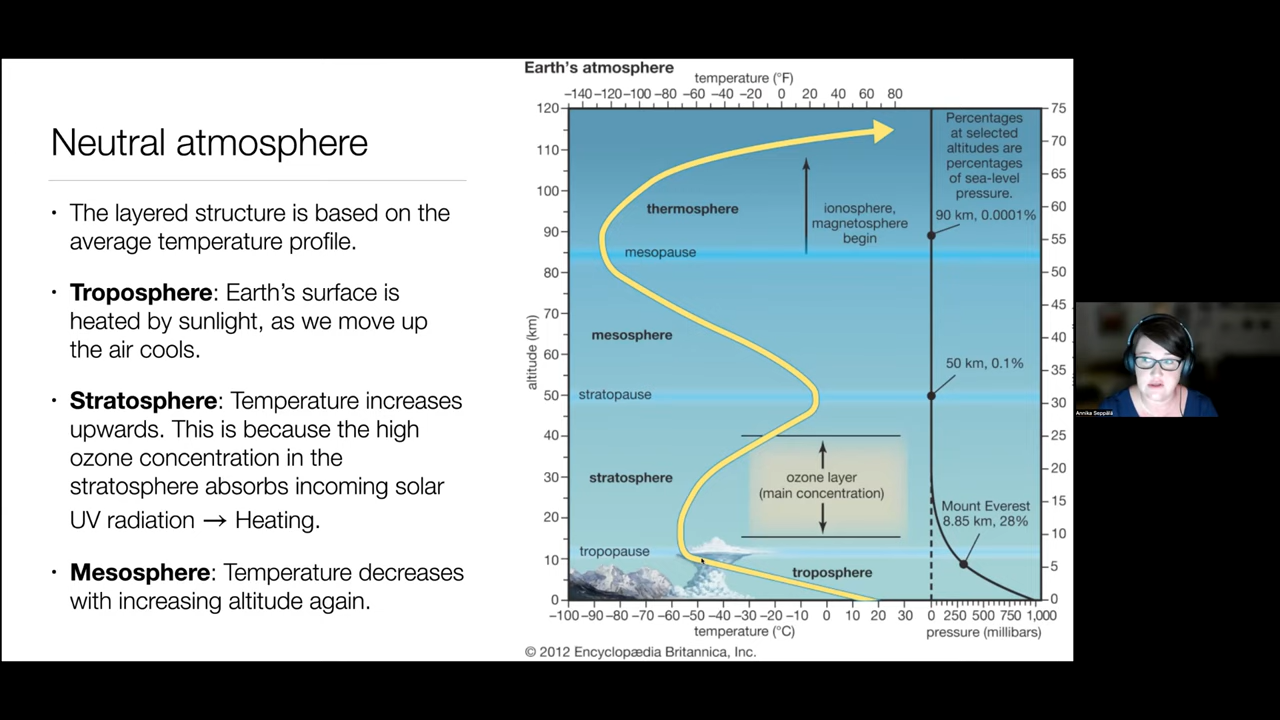 Neutral atmosphere
• The layered structure is based on the
average temperature profile.
• Troposphere: Earth’s surface is
heated by sunlight, as we move up
the air cools.
• Stratosphere: Temperature increases
upwards. This is because the high
ozone concentration in the
stratosphere absorbs incoming solar
UV radiation → Heating.
• Mesosphere: Temperature decreases
with increasing altitude again.
Earth’s atmosphere
temperature (°F)
−140 −120 −100 −80 −60 −40 −20 0 20 40 60 80
120
110
100
90
80
70
60
50
40
30
20
10
0
altitude (km)
thermosphere
mesopause
mesosphere
stratopause
stratosphere
tropopause
troposphere
ionosphere,
magnetosphere
begin
ozone layer
(main concentration)
Percentages
at selected
altitudes are
percentages
of sea-level
pressure.
90 km, 0.0001%
50 km, 0.1%
Mount Everest
8.85 km, 28%
75
70
65
60
55
50
45
40
35
30
25
20
15
10
5
0
−100 −90 −80 −70 −60 −50 −40 −30 −20 −10 0 10 20 30
temperature (°C)
0 250 500 750 1,000
pressure (millibars)
© 2012 Encyclopædia Britannica, Inc.
Annika Seppälä